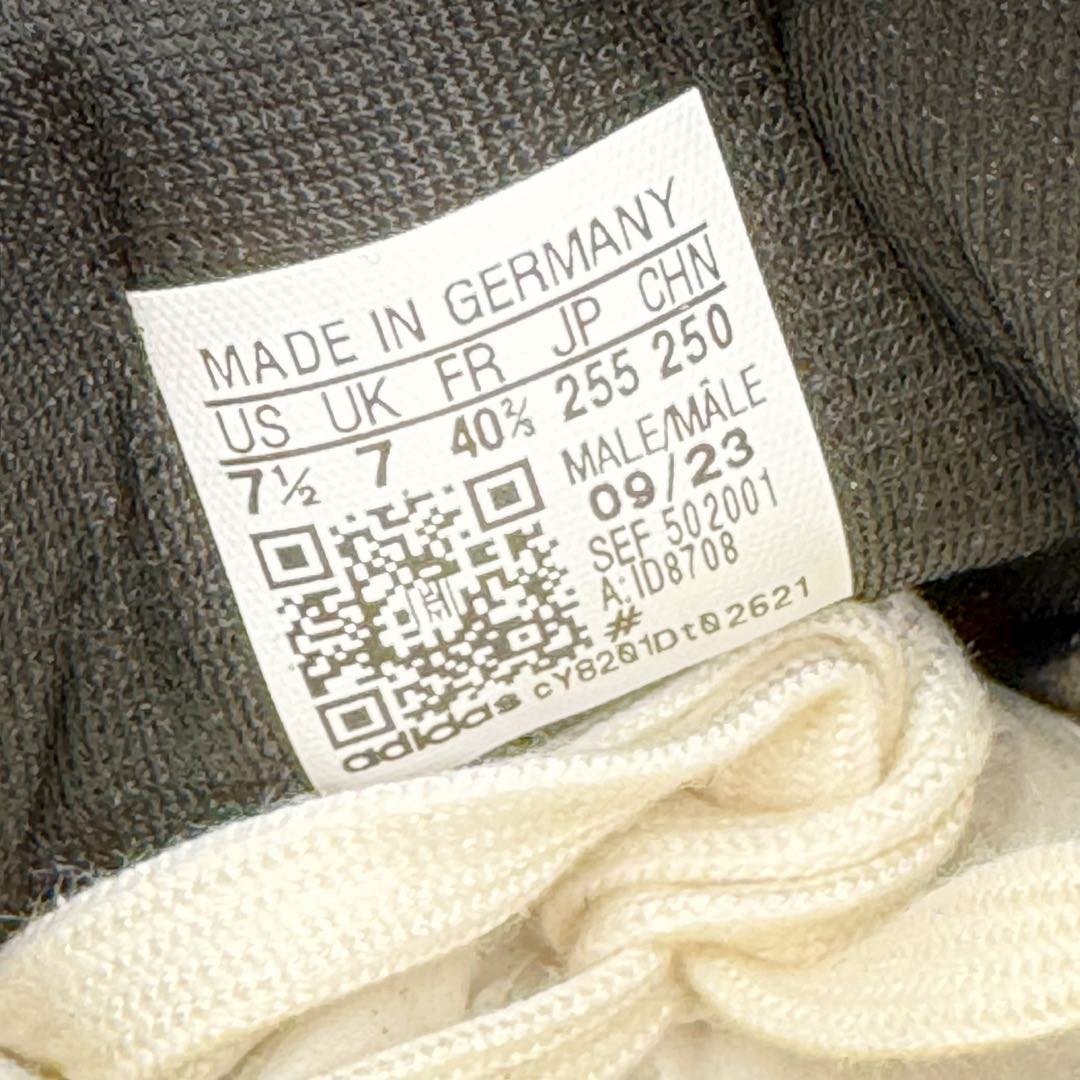 MADE IN GERMANY
US UK FR JP CHN
7½ 7 40⅔ 255 250
MALE/MÂLE
09/23
SEF 502001
A:ID8708
#
adidas cY8201Dt02621